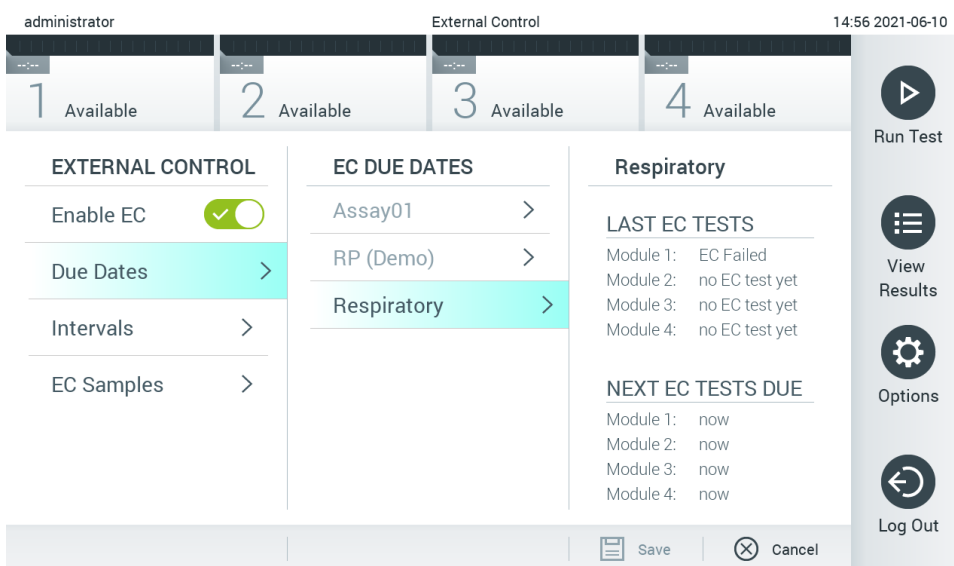 administrator
External Control
14:56 2021-06-10
--:--
1 Available
--:--
2 Available
--:--
3 Available
--:--
4 Available
EXTERNAL CONTROL
Enable EC
Due Dates
Intervals
EC Samples
EC DUE DATES
Assay01
RP (Demo)
Respiratory
Respiratory
LAST EC TESTS
Module 1: EC Failed
Module 2: no EC test yet
Module 3: no EC test yet
Module 4: no EC test yet
NEXT EC TESTS DUE
Module 1: now
Module 2: now
Module 3: now
Module 4: now
Run Test
View
Results
Options
Log Out
Save
Cancel